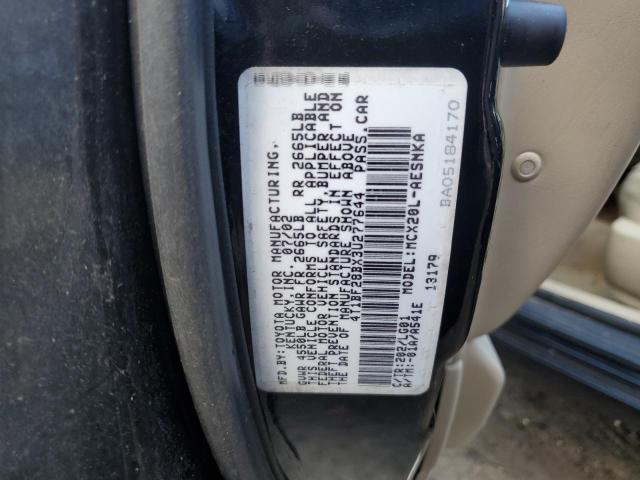 MFD.BY:TOYOTA MOTOR MANUFACTURING,
KENTUCKY,INC. 07/02
GVWR 4550LB GAWR FR 2665LB RR 2665LB
THIS VEHICLE CONFORMS TO ALL APPLICABLE
FEDERAL MOTOR VEHICLE SAFETY, BUMPER, AND
THEFT PREVENTION STANDARDS IN EFFECT ON
THE DATE OF MANUFACTURE SHOWN ABOVE.
4T1BF28BX3U277644 PASS.CAR
MODEL:MCX20L-AESNKA
C/TR:202/LG01 13179
A/TM:-01A/A541E
BA05184170